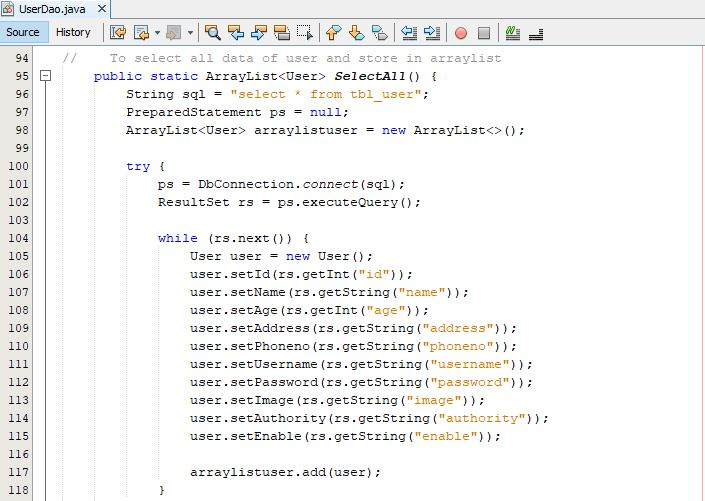 UserDao.java
Source History
94 // To select all data of user and store in arraylist
95 public static ArrayList<User> SelectAll() {
96 String sql = "select * from tbl_user";
97 PreparedStatement ps = null;
98 ArrayList<User> arraylistuser = new ArrayList<>();
99
100 try {
101 ps = DbConnection.connect(sql);
102 ResultSet rs = ps.executeQuery();
103
104 while (rs.next()) {
105 User user = new User();
106 user.setId(rs.getInt("id"));
107 user.setName(rs.getString("name"));
108 user.setAge(rs.getInt("age"));
109 user.setAddress(rs.getString("address"));
110 user.setPhoneno(rs.getString("phoneno"));
111 user.setUsername(rs.getString("username"));
112 user.setPassword(rs.getString("password"));
113 user.setImage(rs.getString("image"));
114 user.setAuthority(rs.getString("authority"));
115 user.setEnable(rs.getString("enable"));
116
117 arraylistuser.add(user);
118 }